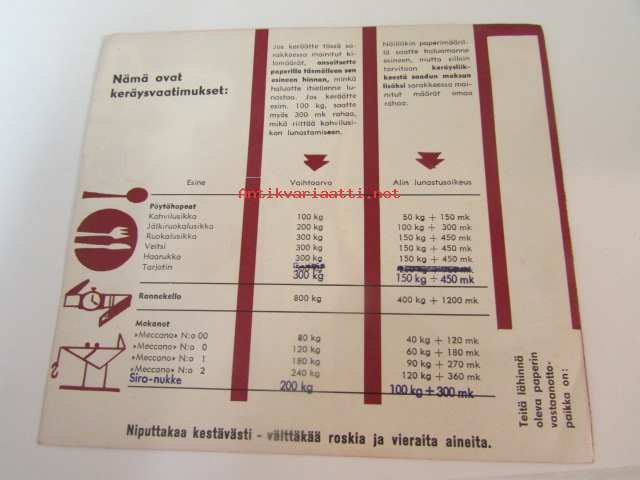 Nämä ovat
keräysvaatimukset:
Jos keräätte tässä sa-
rakkeessa mainitut ki-
lomäärät, ansaitsette
paperilla täsmälleen sen
esineen hinnan, minkä
haluatte itsellenne lu-
nastaa. Jos keräätte
esim. 100 kg, saatte
myös 300 mk rahaa,
mikä riittää kahvilusi-
kan lunastamiseen.
Näilläkin paperimääril-
lä saatte haluamanne
esineen, mutta silloin
tarvitaan keräysliik-
keestä saadun maksun
lisäksi sarakkeessa mai-
nitut määrät omaa
rahaa.
Esine Vaihtoarvo Alin lunastusoikeus
Antikvariaatti.net
Pöytähopeat
Kahvilusikka 100 kg 50 kg + 150 mk
Jälkiruokalusikka 200 kg 100 kg + 300 mk
Ruokalusikka 300 kg 150 kg + 450 mk
Veitsi 300 kg 150 kg + 450 mk
Haarukka 300 kg 150 kg + 450 mk
Tarjotin 300 kg 150 kg + 450 mk
Rannekello 800 kg 400 kg + 1200 mk
Mekanot
»Meccano» N:o 00 80 kg 40 kg + 120 mk
»Meccano» N:o 0 120 kg 60 kg + 180 mk
»Meccano» N:o 1 180 kg 90 kg + 270 mk
»Meccano» N:o 2 240 kg 120 kg + 360 mk
Siro-nukke 200 kg 100 kg + 300 mk
Niputtakaa kestävästi - välttäkää roskia ja vieraita aineita.
Teitä lähinnä
oleva paperin
vastaanotto-
paikka on: